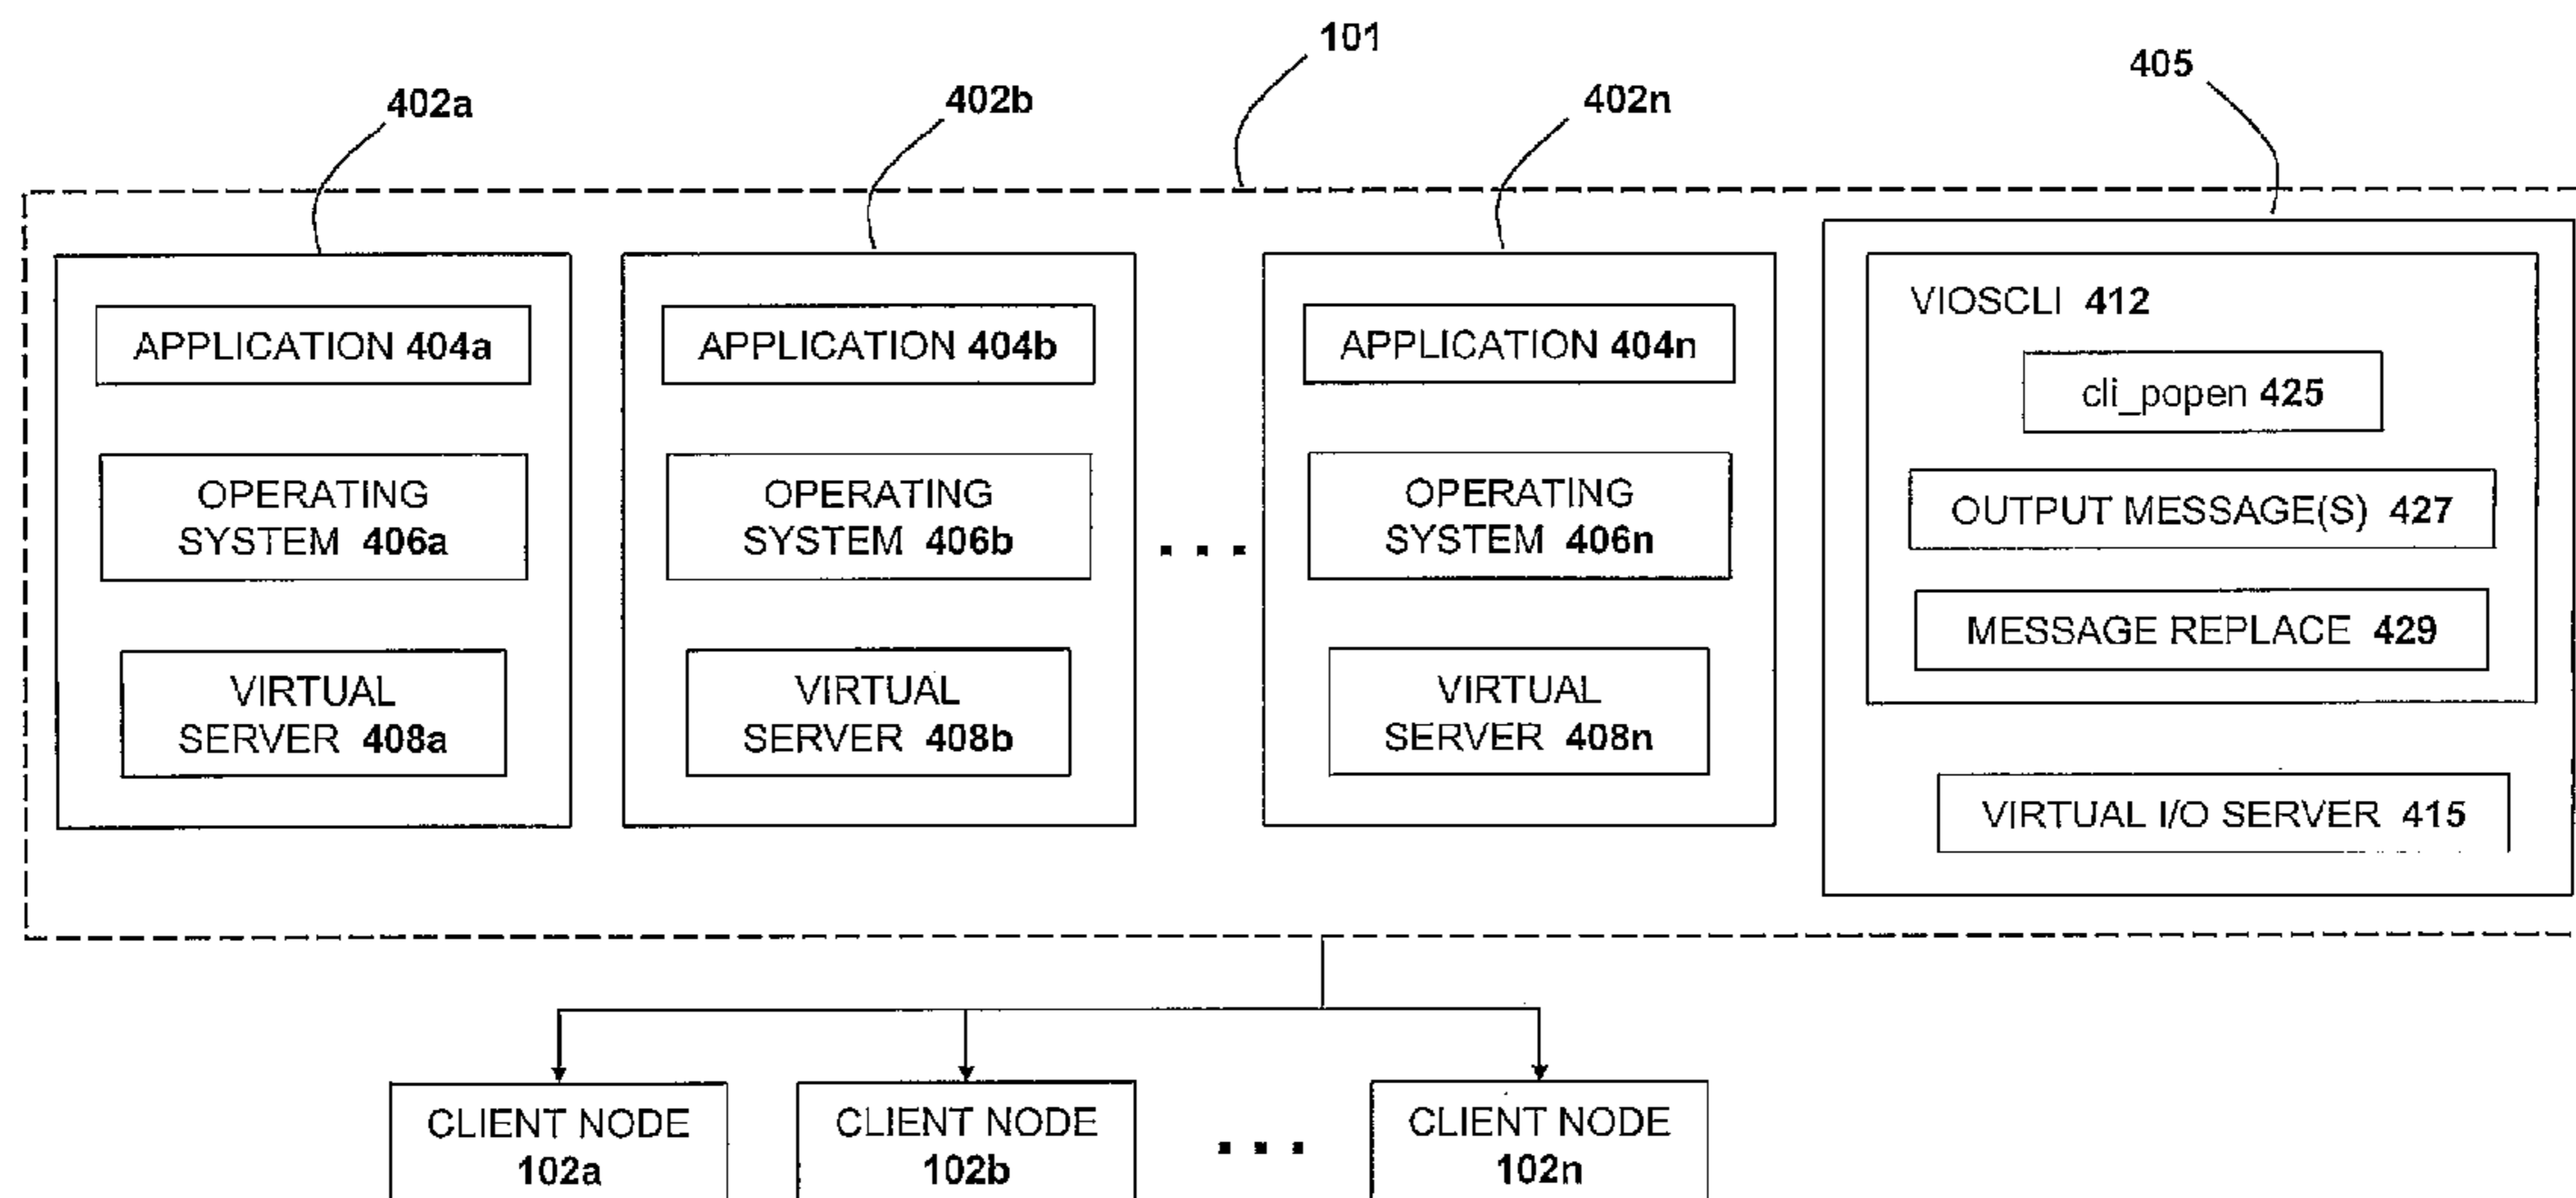 101
405
402a
402b
402n
APPLICATION 404a
OPERATING
SYSTEM 406a
VIRTUAL
SERVER 408a
APPLICATION 404b
OPERATING
SYSTEM 406b
VIRTUAL
SERVER 408b
...
APPLICATION 404n
OPERATING
SYSTEM 406n
VIRTUAL
SERVER 408n
VIOSCLI 412
cli_popen 425
OUTPUT MESSAGE(S) 427
MESSAGE REPLACE 429
VIRTUAL I/O SERVER 415
CLIENT NODE
102a
CLIENT NODE
102b
...
CLIENT NODE
102n